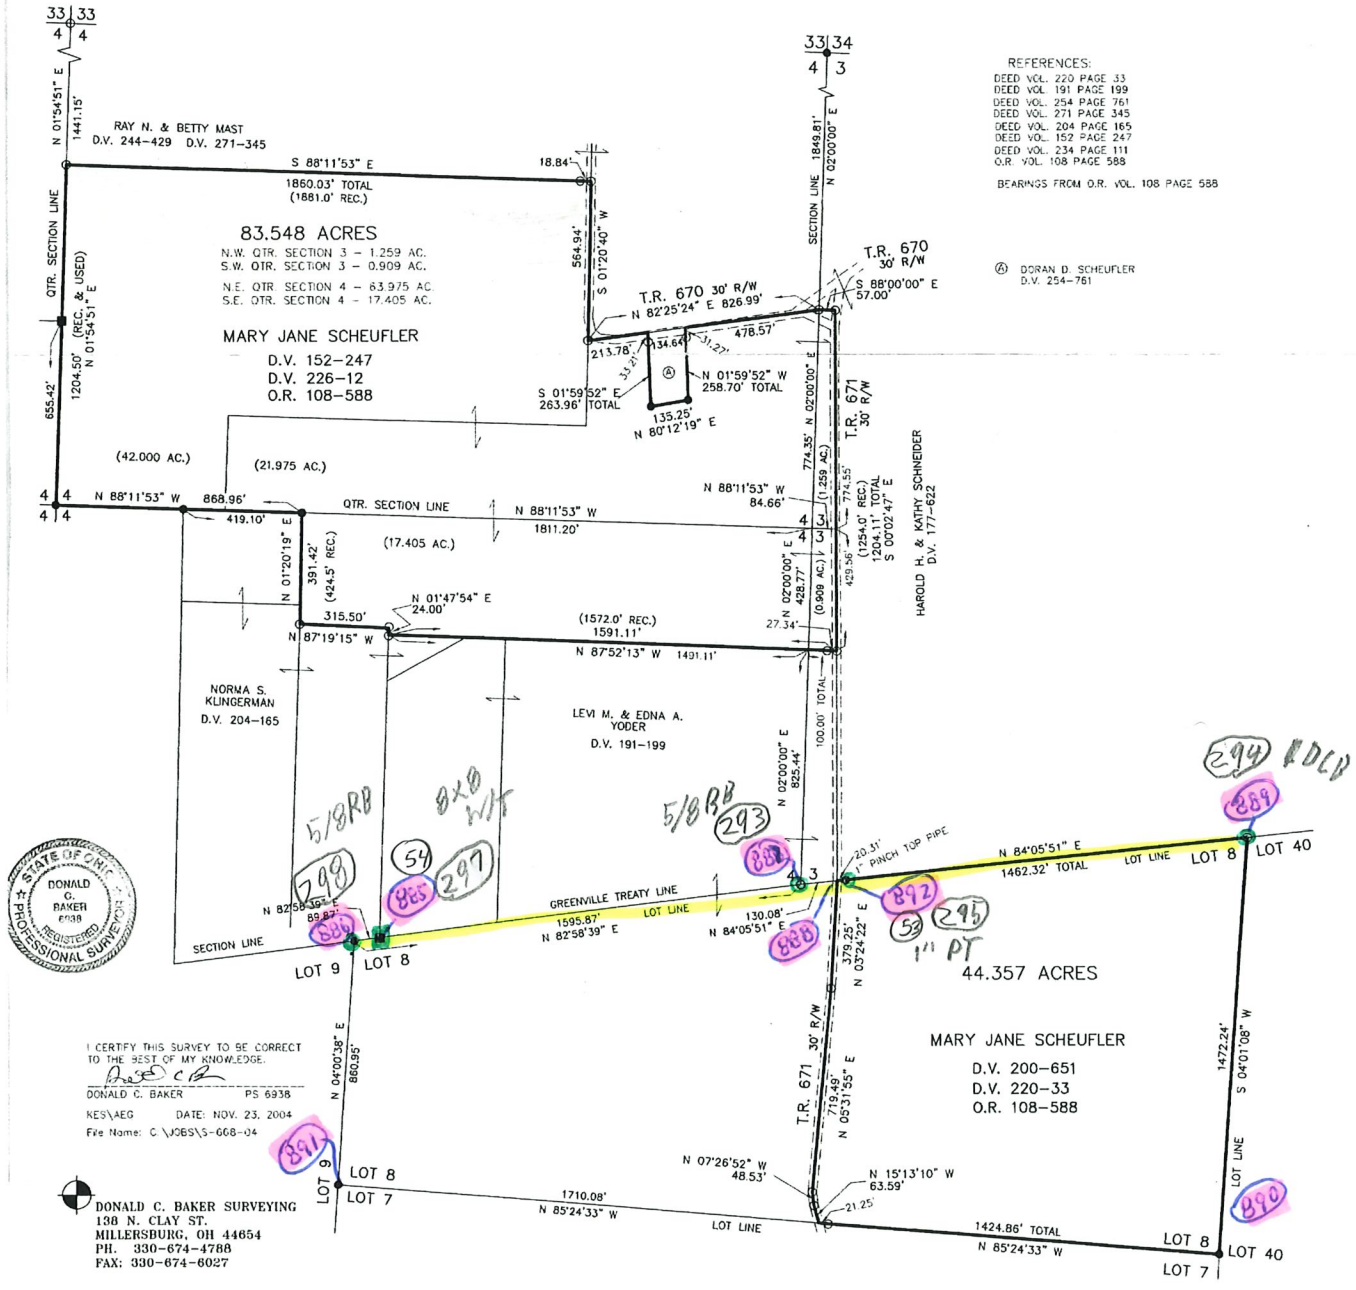 33 33
4 4
N 01°54'51" E
1441.15'
RAY N. & BETTY MAST
D.V. 244-429 D.V. 271-345
S 88°11'53" E
18.84'
1860.03' TOTAL
(1881.0' REC.)
83.548 ACRES
N.W. QTR. SECTION 3 - 1.259 AC.
S.W. QTR. SECTION 3 - 0.909 AC.
N.E. QTR. SECTION 4 - 63.975 AC.
S.E. QTR. SECTION 4 - 17.405 AC.
MARY JANE SCHEUFLER
D.V. 152-247
D.V. 226-12
O.R. 108-588
QTR. SECTION LINE
1204.50' (REC. & USED)
N 01°54'51" E
655.42'
564.94'
S 01°20'40" W
33 34
4 3
SECTION LINE 1849.81'
N 02°00'00" E
REFERENCES:
DEED VOL. 220 PAGE 33
DEED VOL. 191 PAGE 199
DEED VOL. 254 PAGE 761
DEED VOL. 271 PAGE 345
DEED VOL. 204 PAGE 165
DEED VOL. 152 PAGE 247
DEED VOL. 234 PAGE 111
O.R. VOL. 108 PAGE 588
BEARINGS FROM O.R. VOL. 108 PAGE 588
A DORAN D. SCHEUFLER
D.V. 254-761
T.R. 670
30' R/W
S 88°00'00" E
57.00'
T.R. 670 30' R/W
N 82°25'24" E 826.99'
213.78'
134.64'
31.27'
478.57'
33.21'
A
N 01°59'52" W
258.70' TOTAL
S 01°59'52" E
263.96' TOTAL
135.25'
N 80°12'19" E
T.R. 671
30' R/W
774.35' N 02°00'00" E
(1.259 AC.)
774.55'
(1254.0' REC.)
1204.11' TOTAL
S 00°02'47" E
HAROLD H. & KATHY SCHNEIDER
D.V. 177-622
(42.000 AC.)
(21.975 AC.)
4 4
4 4
N 88°11'53" W 868.96'
419.10'
QTR. SECTION LINE
N 88°11'53" W
1811.20'
N 88°11'53" W
84.66'
4 3
4 3
(17.405 AC.)
N 01°20'19" E
391.42'
(424.5' REC.)
N 02°00'00" E
428.77'
(0.909 AC.)
429.56'
27.34'
315.50'
N 87°19'15" W
N 01°47'54" E
24.00'
(1572.0' REC.)
1591.11'
N 87°52'13" W 1491.11'
100.00' TOTAL
NORMA S.
KLINGERMAN
D.V. 204-165
LEVI M. & EDNA A.
YODER
D.V. 191-199
N 02°00'00" E
825.44'
5/8 RB
298
8X8
W/T
54
297
885
5/8 RB
293
294
889
886
888
892
53
295
1" PT
20.31'
1" PINCH TOP PIPE
N 84°05'51" E
1462.32' TOTAL
LOT LINE
LOT 8
LOT 40
4 3
GREENVILLE TREATY LINE
1595.87'
LOT LINE
N 82°58'39" E
130.08'
N 84°05'51" E
N 82°58'39" E
89.87'
SECTION LINE
LOT 9
LOT 8
379.25'
N 03°24'22" E
44.357 ACRES
MARY JANE SCHEUFLER
D.V. 200-651
D.V. 220-33
O.R. 108-588
T.R. 671 30' R/W
719.49'
N 05°31'55" E
1472.24'
S 04°01'08" W
LOT LINE
N 04°00'38" E
860.95'
STATE OF OHIO
DONALD
C.
BAKER
6938
REGISTERED
PROFESSIONAL SURVEYOR
I CERTIFY THIS SURVEY TO BE CORRECT
TO THE BEST OF MY KNOWLEDGE.
DONALD C. BAKER PS 6938
KES\AEG DATE: NOV. 23, 2004
File Name: C:\JOBS\S-668-04
891
LOT 9
LOT 8
LOT 7
1710.08'
N 85°24'33" W
LOT LINE
N 07°26'52" W
48.53'
N 15°13'10" W
63.59'
21.25'
1424.86' TOTAL
N 85°24'33" W
890
LOT 8
LOT 40
LOT 7
DONALD C. BAKER SURVEYING
138 N. CLAY ST.
MILLERSBURG, OH 44654
PH. 330-674-4788
FAX: 330-674-6027